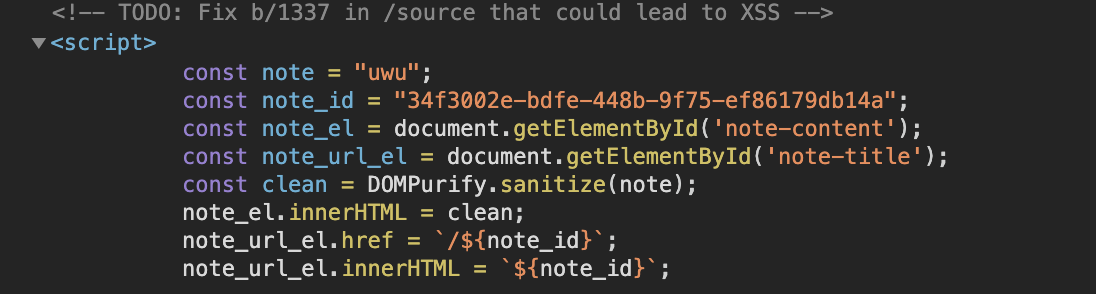 <!-- TODO: Fix b/1337 in /source that could lead to XSS -->
▼<script>
const note = "uwu";
const note_id = "34f3002e-bdfe-448b-9f75-ef86179db14a";
const note_el = document.getElementById('note-content');
const note_url_el = document.getElementById('note-title');
const clean = DOMPurify.sanitize(note);
note_el.innerHTML = clean;
note_url_el.href = `/${note_id}`;
note_url_el.innerHTML = `${note_id}`;